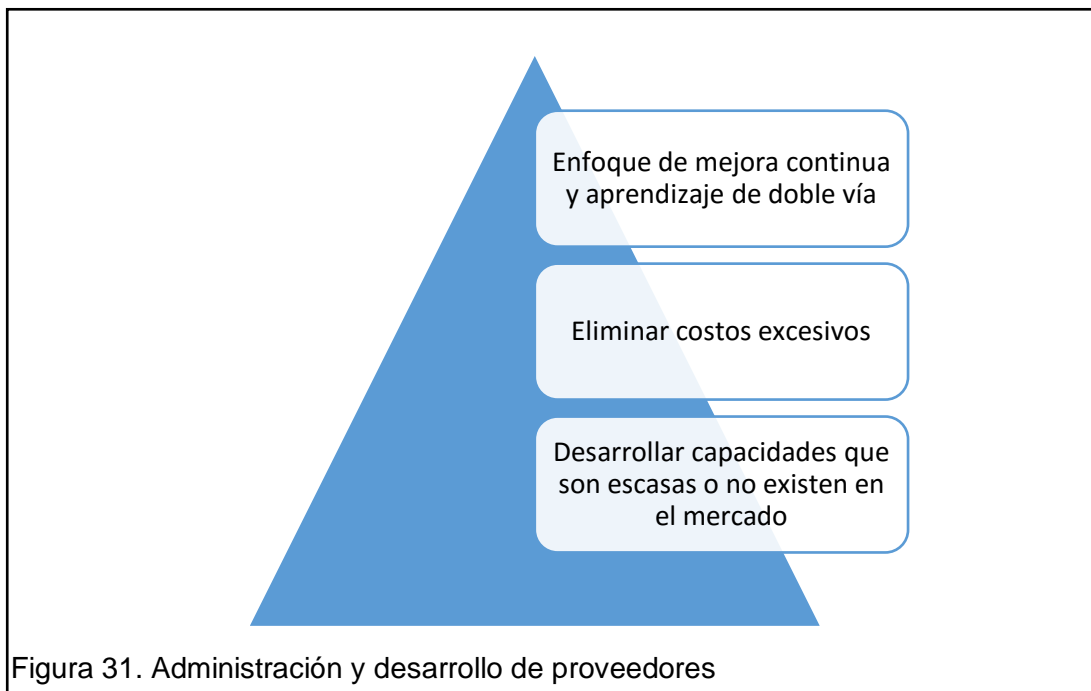 Enfoque de mejora continua
y aprendizaje de doble vía
Eliminar costos excesivos
Desarrollar capacidades que
son escasas o no existen en
el mercado
Figura 31. Administración y desarrollo de proveedores